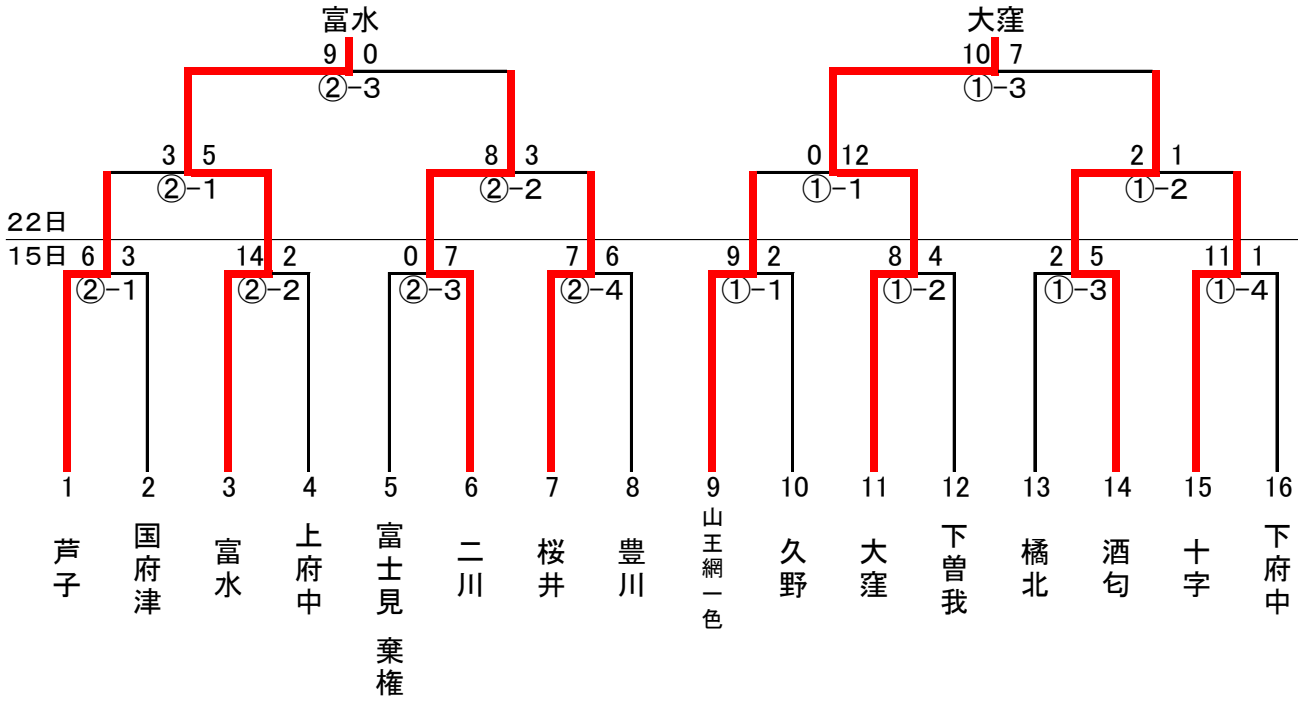 富水 大窪
9 0 10 7
②-3 ①-3
3 5 8 3 0 12 2 1
②-1 ②-2 ①-1 ①-2
22日
15日 6 3 14 2 0 7 7 6 9 2 8 4 2 5 11 1
②-1 ②-2 ②-3 ②-4 ①-1 ①-2 ①-3 ①-4
1 2 3 4 5 6 7 8 9 10 11 12 13 14 15 16
芦子
国府津
富水
上府中
富士見 棄権
二川
桜井
豊川
山王網一色
久野
大窪
下曽我
橘北
酒匂
十字
下府中